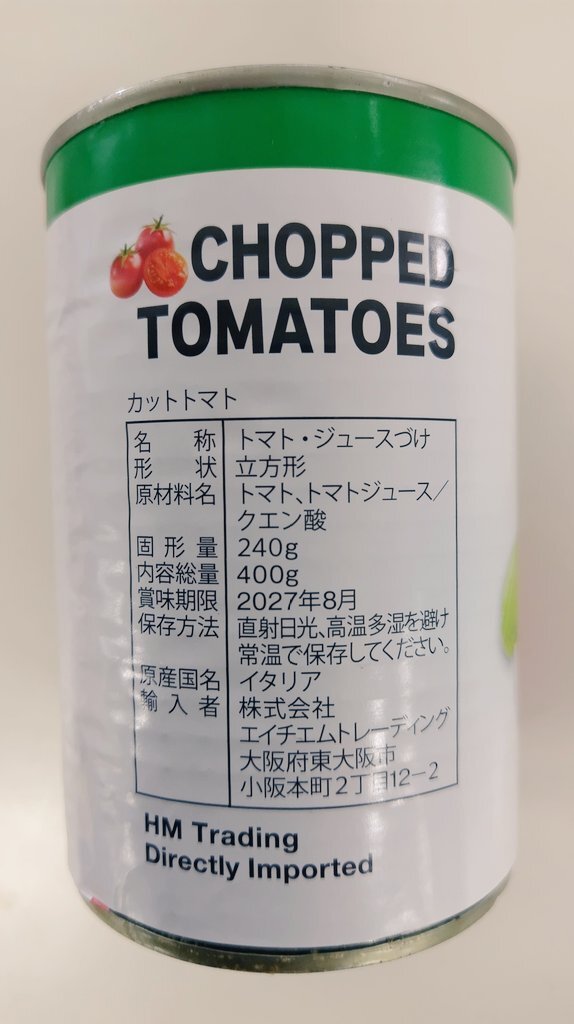 CHOPPED
TOMATOES
カットトマト
名称 トマト・ジュースづけ
形状 立方形
原材料名 トマト、トマトジュース／
クエン酸
固形量 240g
内容総量 400g
賞味期限 2027年8月
保存方法 直射日光、高温多湿を避け
常温で保存してください。
原産国名 イタリア
輸入者 株式会社
エイチエムトレーディング
大阪府東大阪市
小阪本町2丁目12－2
HM Trading
Directly Imported